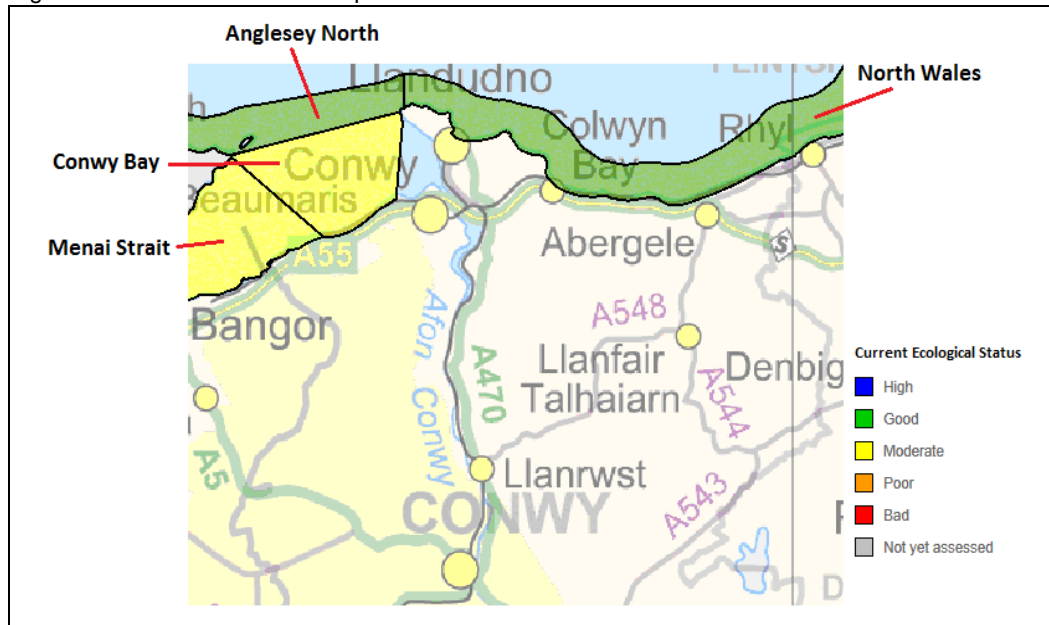 Anglesey North
Llandudno
North Wales
Colwyn
Bay
Rhyl
Conwy Bay
Conwy
Beaumaris
Menai Strait
A55
Abergele
S
Bangor
Afon Conwy
A548
A470
Llanfair
Talhaiarn
Denbig
A544
A5
Llanrwst
CONWY
A543
Current Ecological Status
High
Good
Moderate
Poor
Bad
Not yet assessed